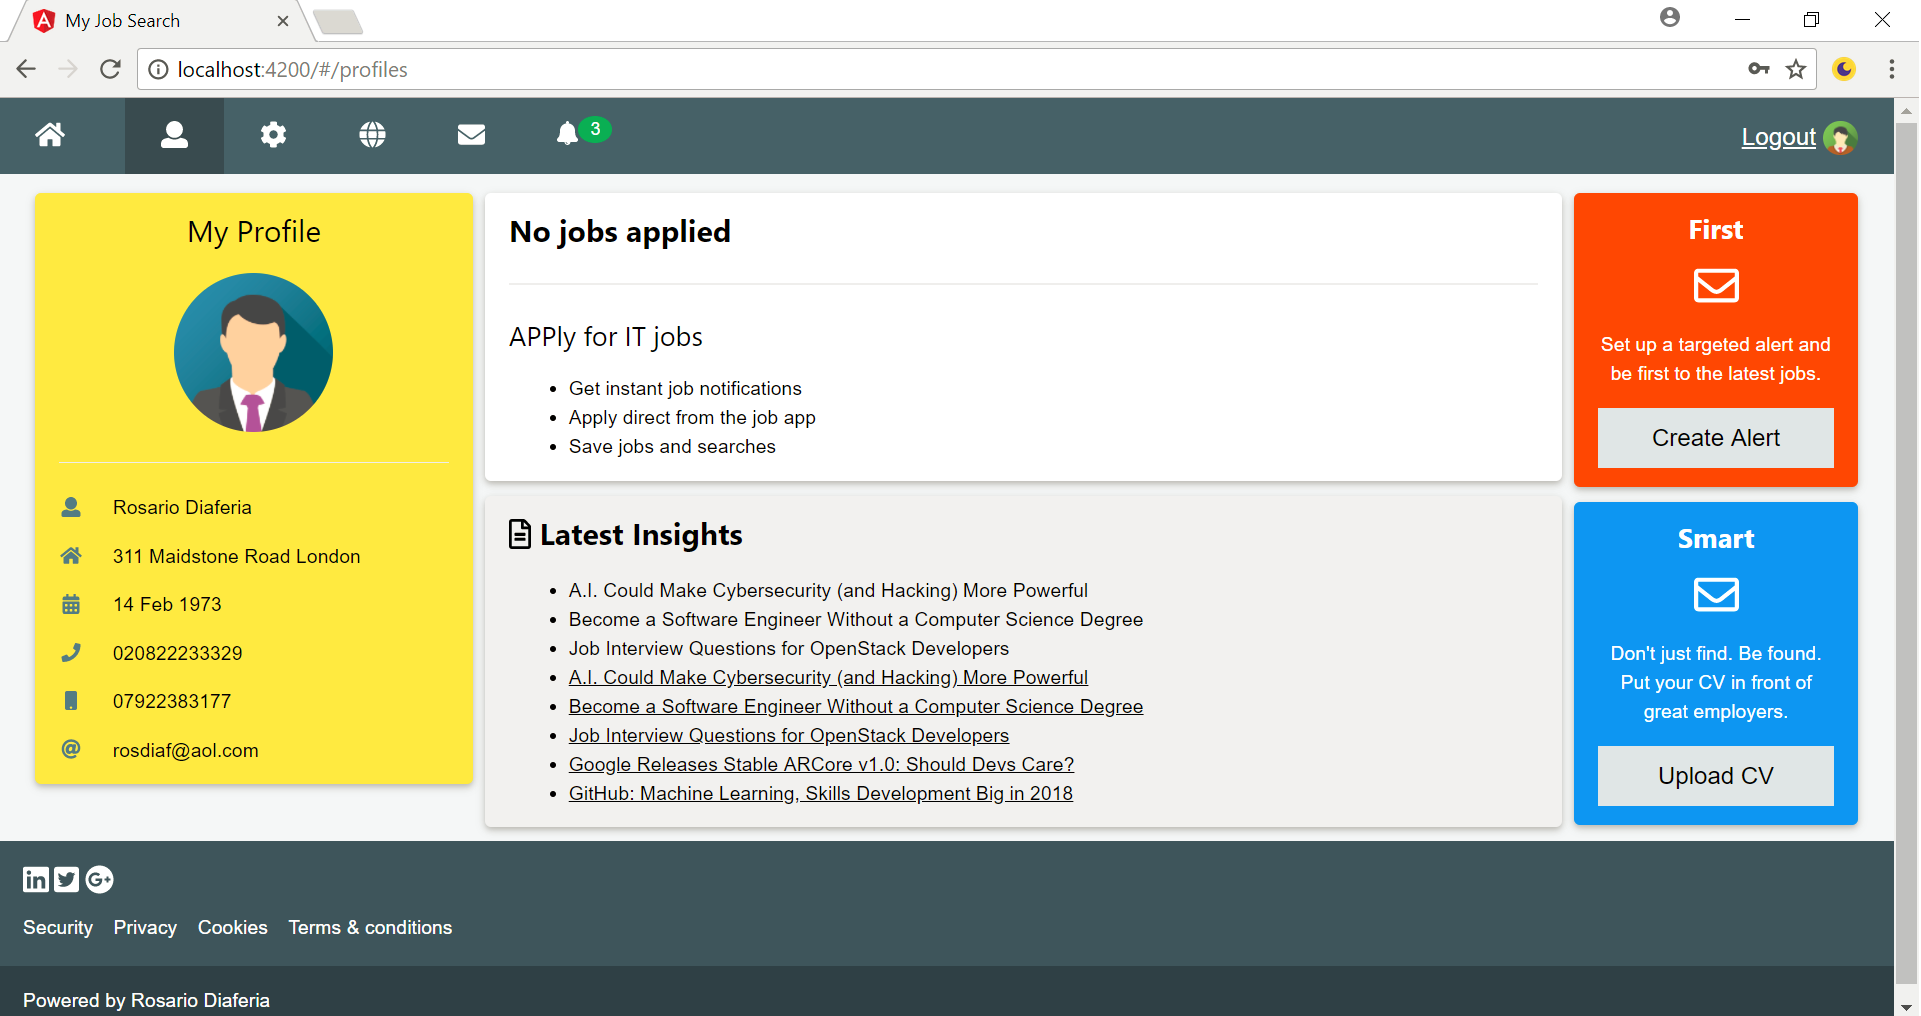 My Job Search
localhost:4200/#/profiles
3
Logout
My Profile
Rosario Diaferia
311 Maidstone Road London
14 Feb 1973
020822233329
07922383177
rosdiaf@aol.com
No jobs applied
APPly for IT jobs
Get instant job notifications
Apply direct from the job app
Save jobs and searches
Latest Insights
A.I. Could Make Cybersecurity (and Hacking) More Powerful
Become a Software Engineer Without a Computer Science Degree
Job Interview Questions for OpenStack Developers
A.I. Could Make Cybersecurity (and Hacking) More Powerful
Become a Software Engineer Without a Computer Science Degree
Job Interview Questions for OpenStack Developers
Google Releases Stable ARCore v1.0: Should Devs Care?
GitHub: Machine Learning, Skills Development Big in 2018
First
Set up a targeted alert and
be first to the latest jobs.
Create Alert
Smart
Don't just find. Be found.
Put your CV in front of
great employers.
Upload CV
in G+
Security Privacy Cookies Terms & conditions
Powered by Rosario Diaferia